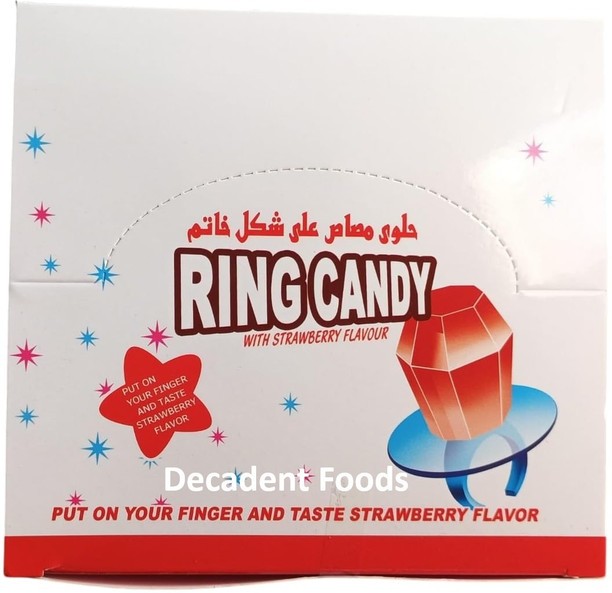 حلوى مصاص على شكل خاتم
RING CANDY
WITH STRAWBERRY FLAVOUR
PUT ON
YOUR FINGER
AND TASTE
STRAWBERRY
FLAVOR
Decadent Foods
PUT ON YOUR FINGER AND TASTE STRAWBERRY FLAVOR